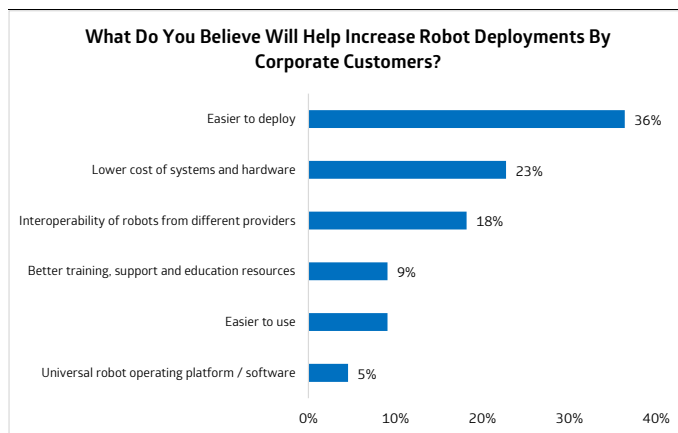 What Do You Believe Will Help Increase Robot Deployments By
Corporate Customers?
Easier to deploy
36%
Lower cost of systems and hardware
23%
Interoperability of robots from different providers
18%
Better training, support and education resources
9%
Easier to use
Universal robot operating platform / software
5%
0%
10%
20%
30%
40%